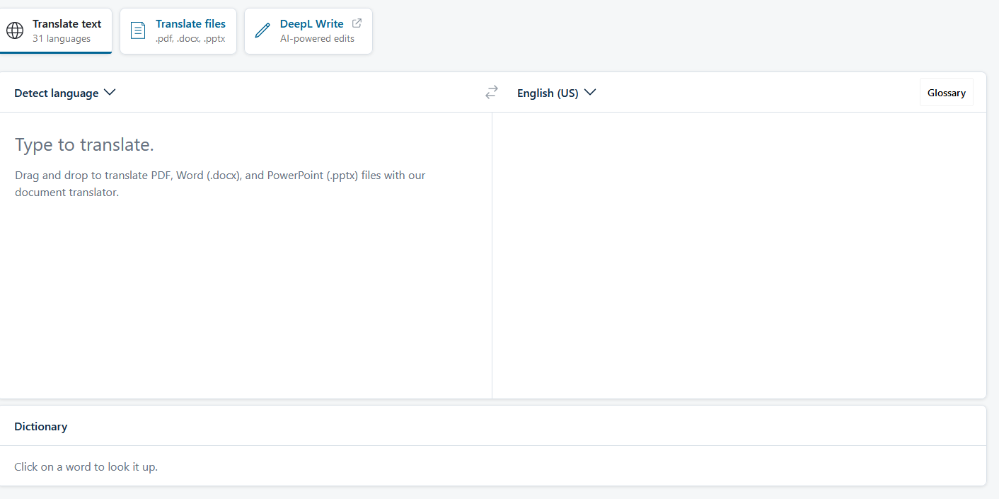 Translate text
31 languages
Translate files
.pdf, .docx, .pptx
DeepL Write
AI-powered edits
Detect language
English (US)
Glossary
Type to translate.
Drag and drop to translate PDF, Word (.docx), and PowerPoint (.pptx) files with our
document translator.
Dictionary
Click on a word to look it up.